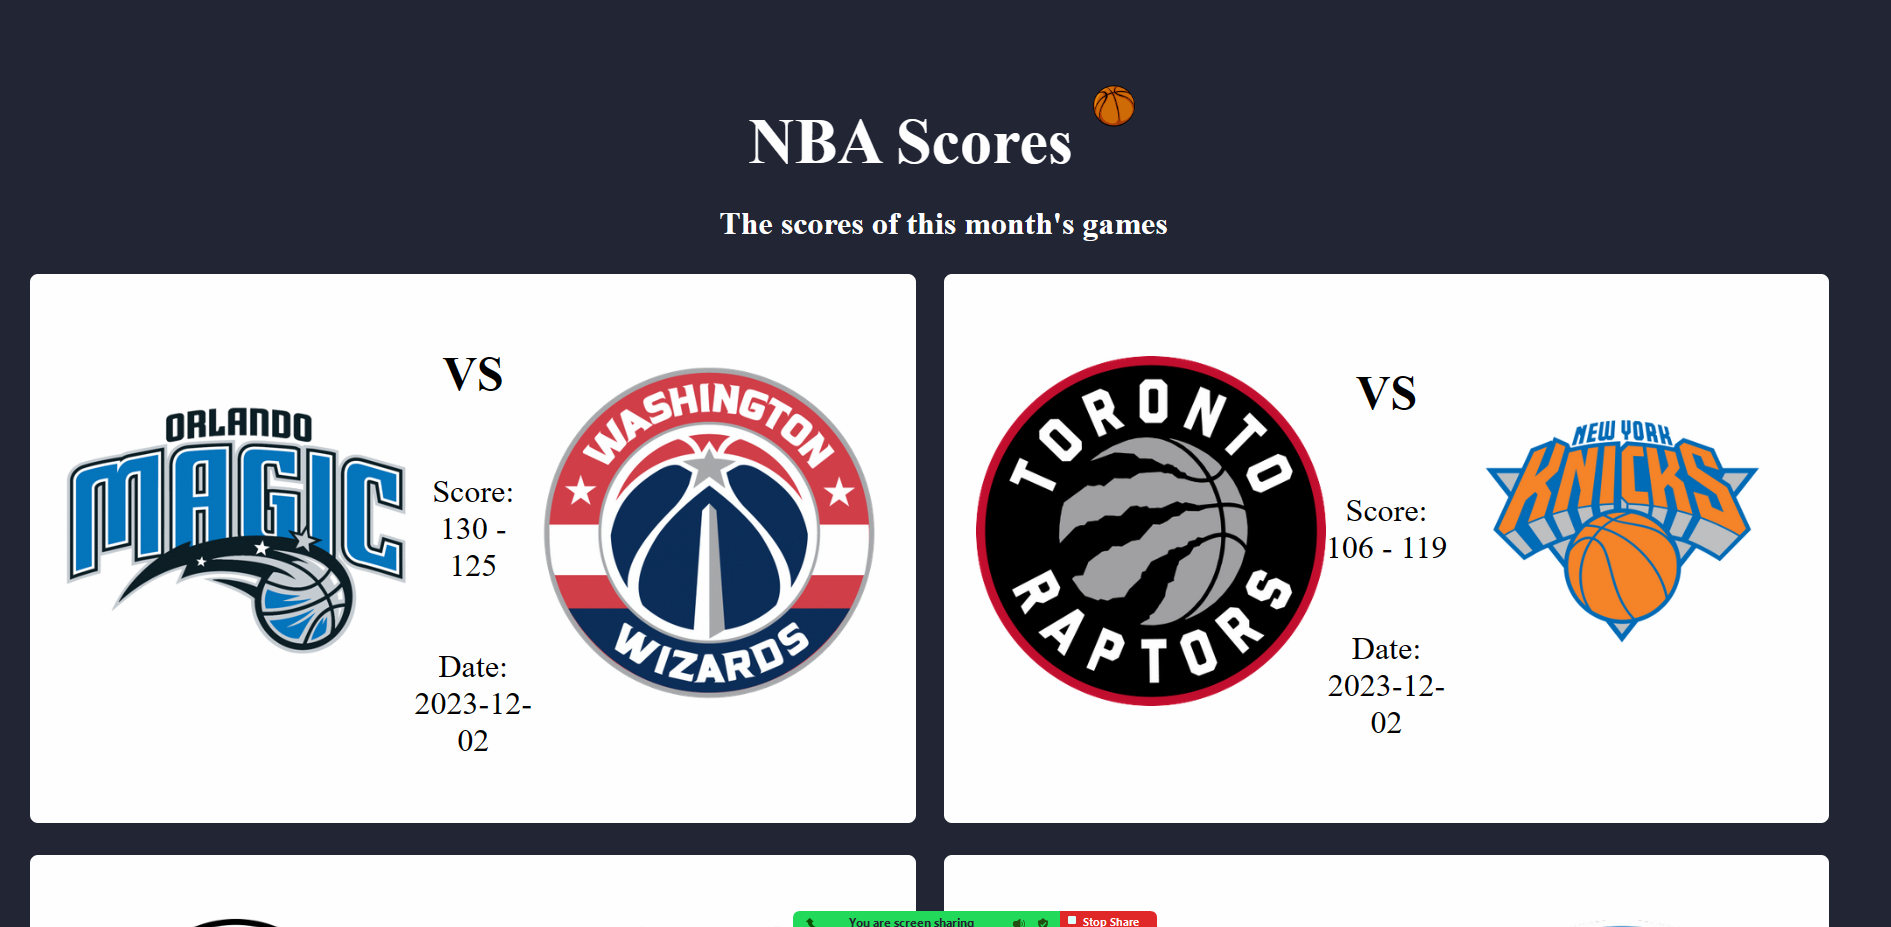 NBA Scores
The scores of this month's games
ORLANDO
MAGIC
VS
Score:
130 -
125
Date:
2023-12-
02
WASHINGTON
WIZARDS
TORONTO
RAPTORS
VS
Score:
106 - 119
Date:
2023-12-
02
NEW YORK
KNICKS
You are screen sharing
Stop Share